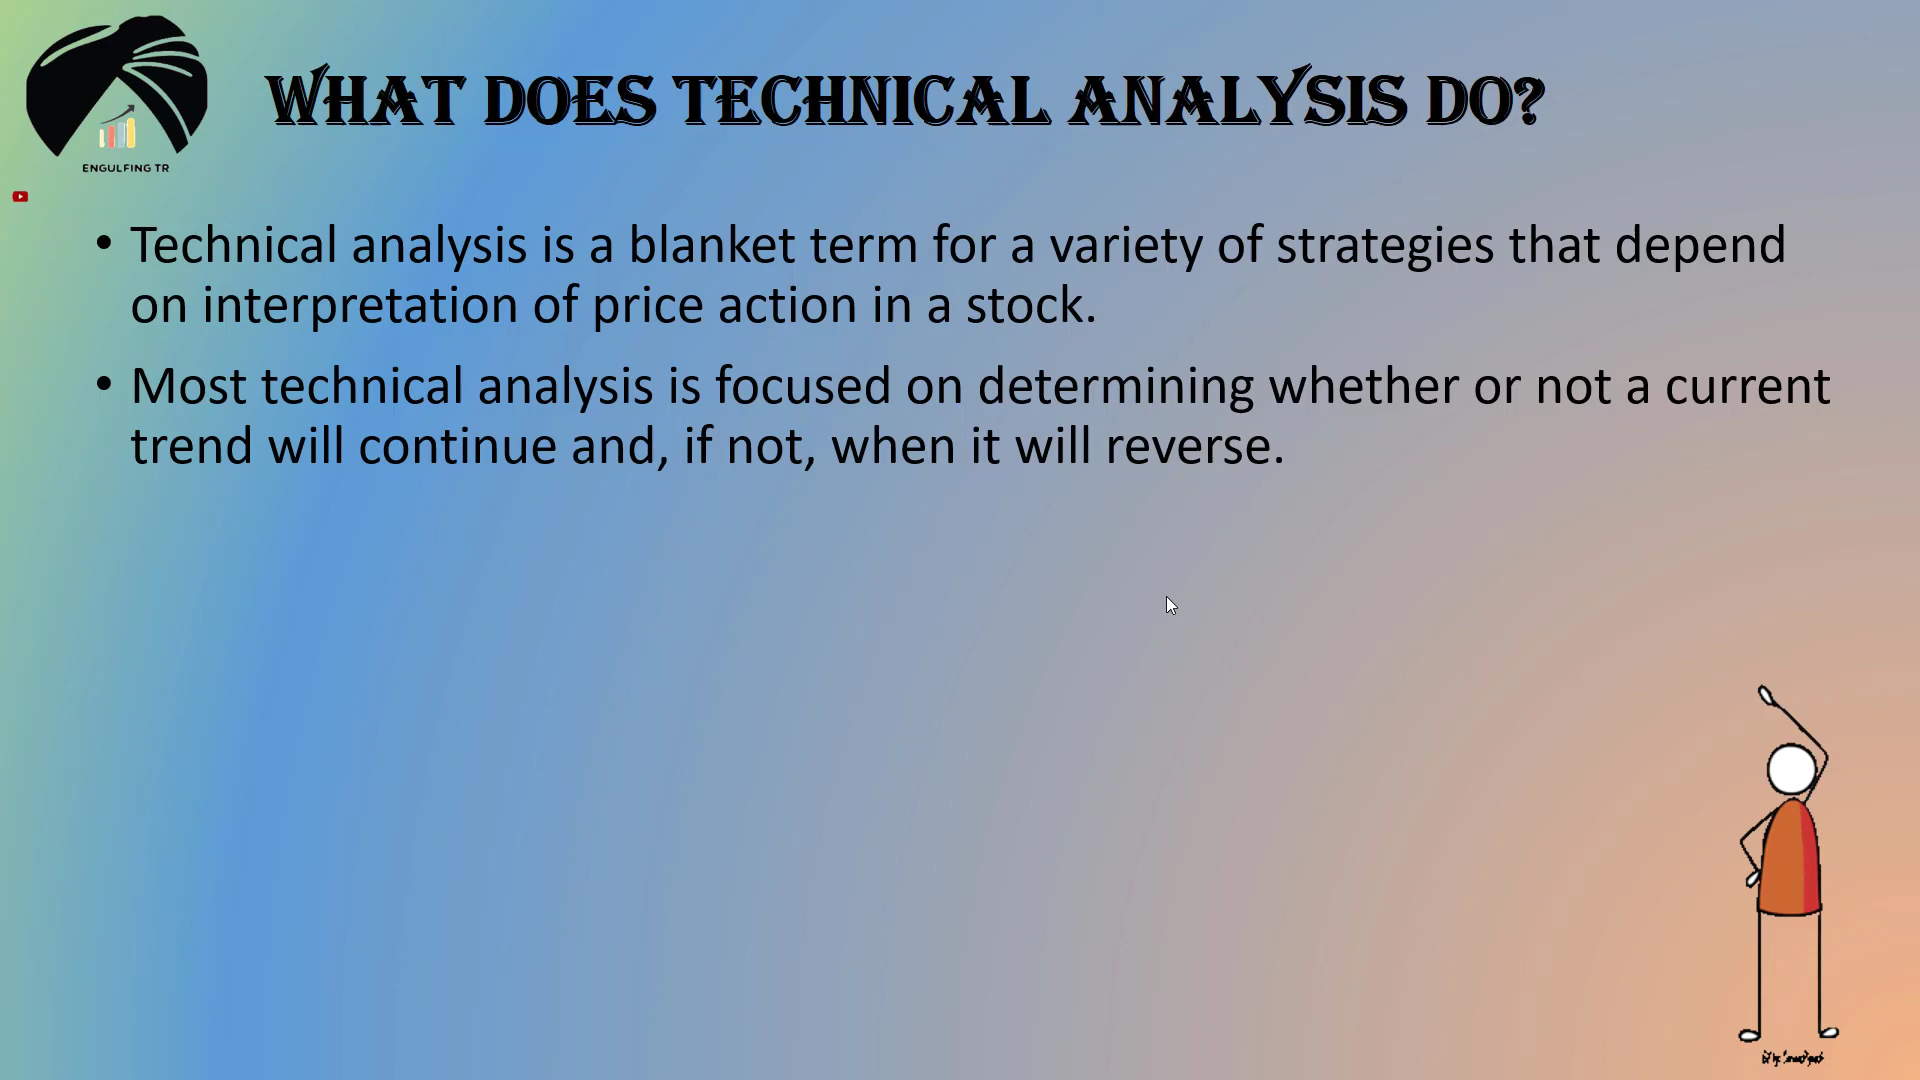 WHAT DOES TECHNICAL ANALYSIS DO?
ENGULFING TR
• Technical analysis is a blanket term for a variety of strategies that depend
on interpretation of price action in a stock.
• Most technical analysis is focused on determining whether or not a current
trend will continue and, if not, when it will reverse.